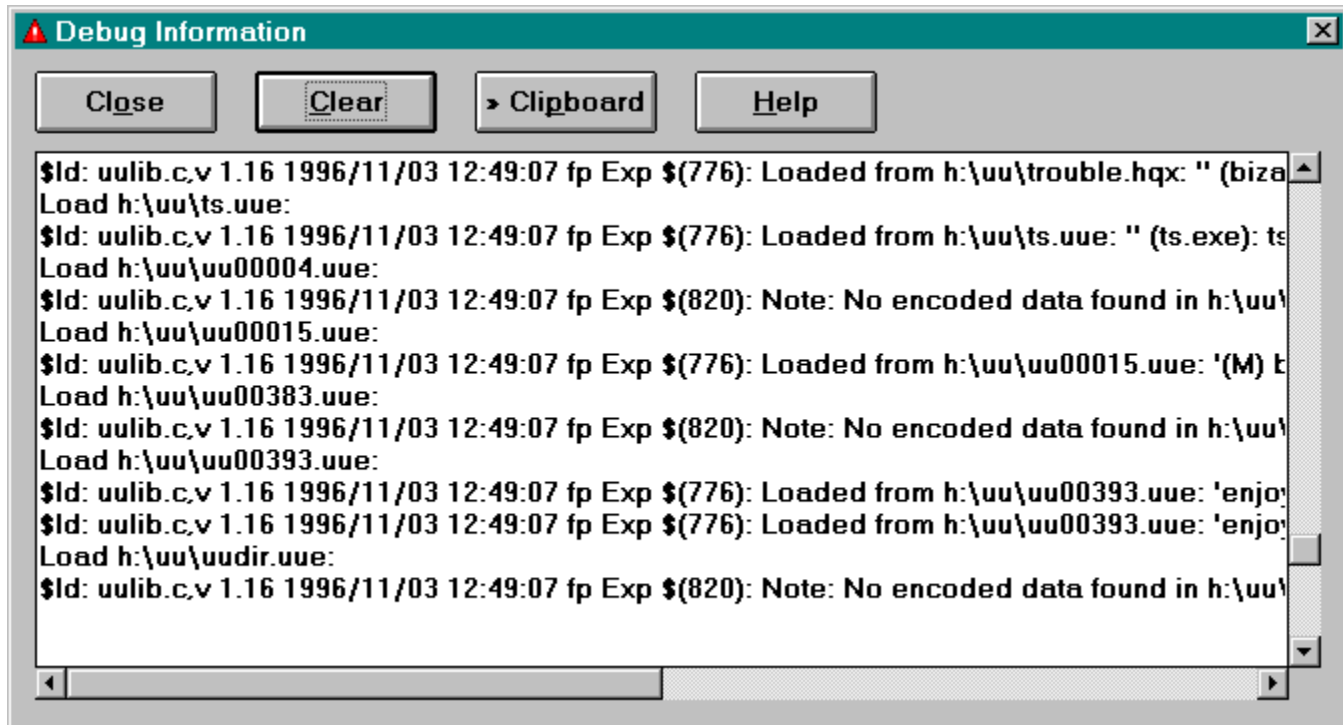 Debug Information
Close Clear » Clipboard Help
$Id: uulib.c,v 1.16 1996/11/03 12:49:07 fp Exp $(776): Loaded from h:\uu\trouble.hqx: '' (biza
Load h:\uu\ts.uue:
$Id: uulib.c,v 1.16 1996/11/03 12:49:07 fp Exp $(776): Loaded from h:\uu\ts.uue: '' (ts.exe): ts
Load h:\uu\uu00004.uue:
$Id: uulib.c,v 1.16 1996/11/03 12:49:07 fp Exp $(820): Note: No encoded data found in h:\uu\
Load h:\uu\uu00015.uue:
$Id: uulib.c,v 1.16 1996/11/03 12:49:07 fp Exp $(776): Loaded from h:\uu\uu00015.uue: '(M)
Load h:\uu\uu00383.uue:
$Id: uulib.c,v 1.16 1996/11/03 12:49:07 fp Exp $(820): Note: No encoded data found in h:\uu\
Load h:\uu\uu00393.uue:
$Id: uulib.c,v 1.16 1996/11/03 12:49:07 fp Exp $(776): Loaded from h:\uu\uu00393.uue: 'enjoy
$Id: uulib.c,v 1.16 1996/11/03 12:49:07 fp Exp $(776): Loaded from h:\uu\uu00393.uue: 'enjoy
Load h:\uu\uudir.uue:
$Id: uulib.c,v 1.16 1996/11/03 12:49:07 fp Exp $(820): Note: No encoded data found in h:\uu\